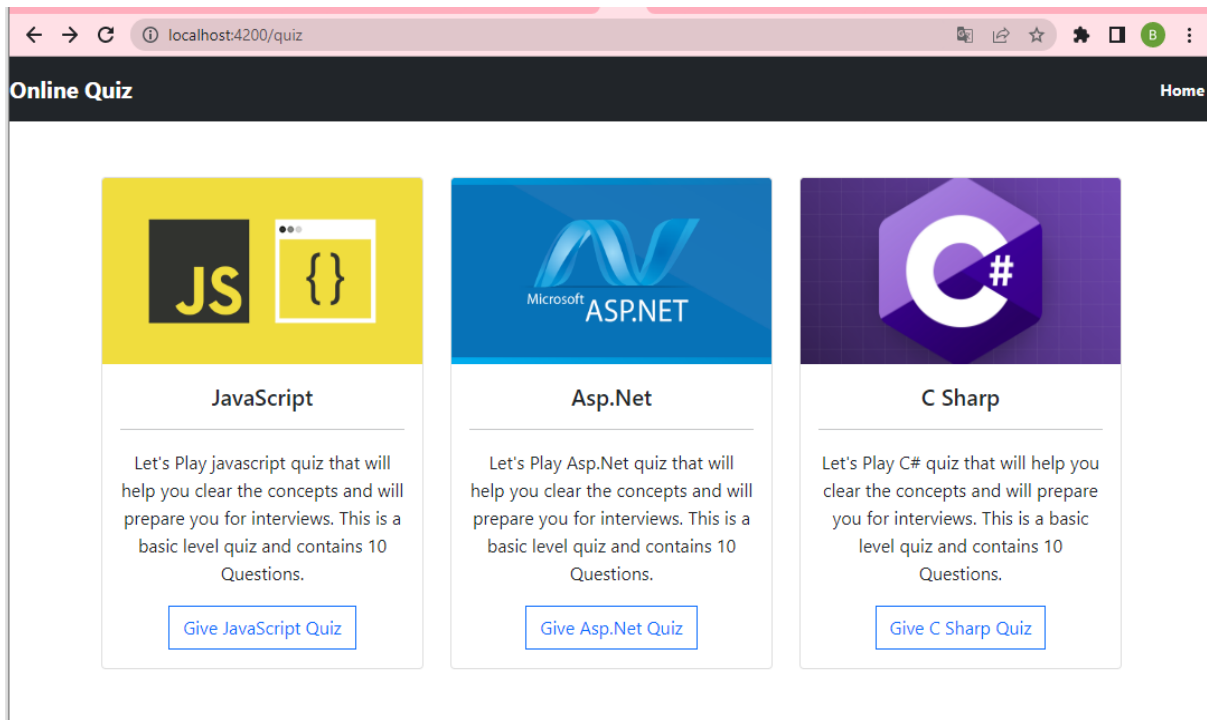 localhost:4200/quiz
B
Online Quiz
Home
JS
{}
Microsoft
ASP.NET
C#
JavaScript
Let's Play javascript quiz that will
help you clear the concepts and will
prepare you for interviews. This is a
basic level quiz and contains 10
Questions.
Give JavaScript Quiz
Asp.Net
Let's Play Asp.Net quiz that will
help you clear the concepts and will
prepare you for interviews. This is a
basic level quiz and contains 10
Questions.
Give Asp.Net Quiz
C Sharp
Let's Play C# quiz that will help you
clear the concepts and will prepare
you for interviews. This is a basic
level quiz and contains 10
Questions.
Give C Sharp Quiz